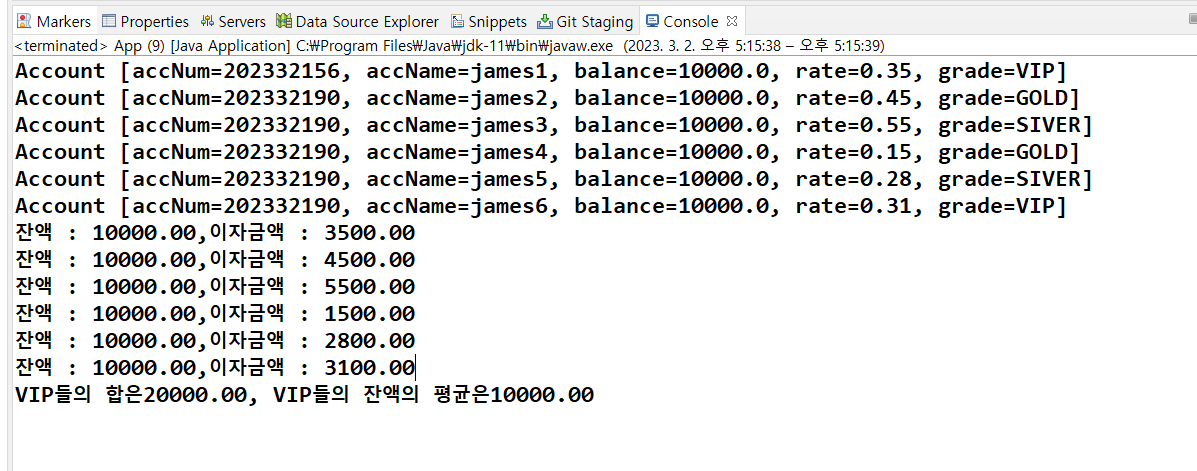 Markers Properties Servers Data Source Explorer Snippets Git Staging Console
<terminated> App (9) [Java Application] C:₩Program Files₩Java₩jdk-11₩bin₩javaw.exe (2023. 3. 2. 오후 5:15:38 – 오후 5:15:39)
Account [accNum=202332156, accName=james1, balance=10000.0, rate=0.35, grade=VIP]
Account [accNum=202332190, accName=james2, balance=10000.0, rate=0.45, grade=GOLD]
Account [accNum=202332190, accName=james3, balance=10000.0, rate=0.55, grade=SIVER]
Account [accNum=202332190, accName=james4, balance=10000.0, rate=0.15, grade=GOLD]
Account [accNum=202332190, accName=james5, balance=10000.0, rate=0.28, grade=SIVER]
Account [accNum=202332190, accName=james6, balance=10000.0, rate=0.31, grade=VIP]
잔액 : 10000.00,이자금액 : 3500.00
잔액 : 10000.00,이자금액 : 4500.00
잔액 : 10000.00,이자금액 : 5500.00
잔액 : 10000.00,이자금액 : 1500.00
잔액 : 10000.00,이자금액 : 2800.00
잔액 : 10000.00,이자금액 : 3100.00
VIP들의 합은20000.00, VIP들의 잔액의 평균은10000.00